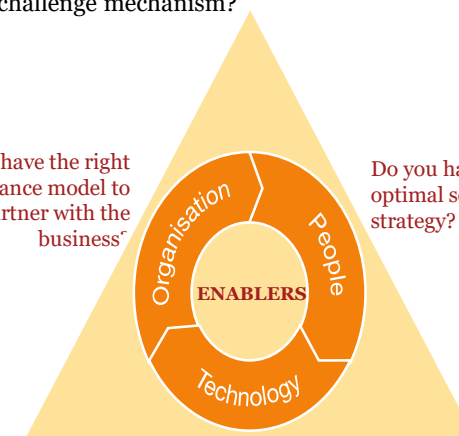 challenge mechanism?
have the right
ance model to
rtner with the
business
Do you ha
optimal so
strategy?
Organisation
People
ENABLERS
Technology